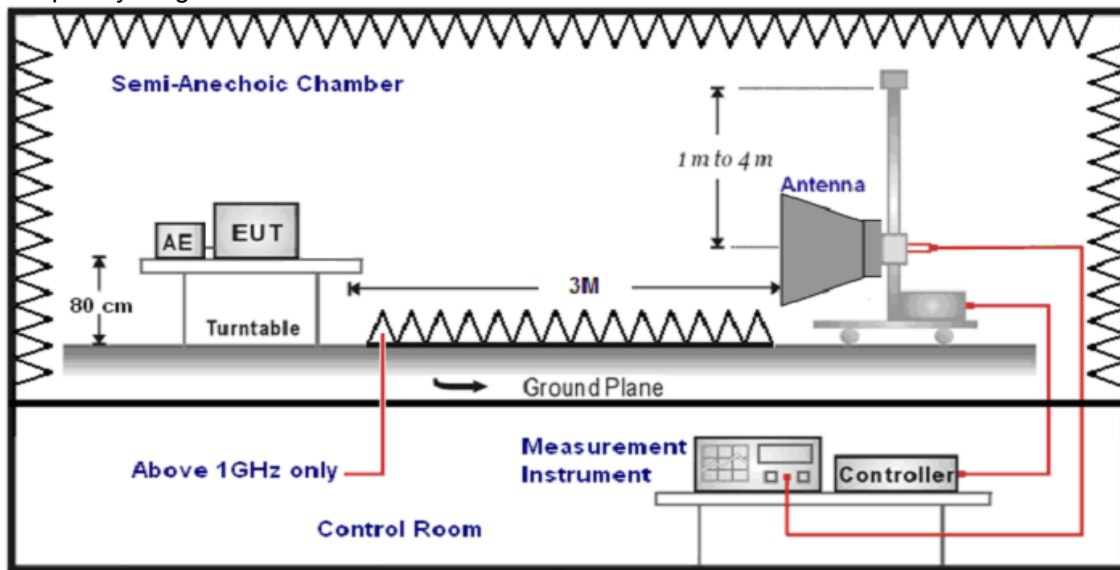 Semi-Anechoic Chamber
1 m to 4 m
Antenna
AE
EUT
80 cm
3M
Turntable
Ground Plane
Above 1GHz only
Measurement
Instrument
Controller
Control Room